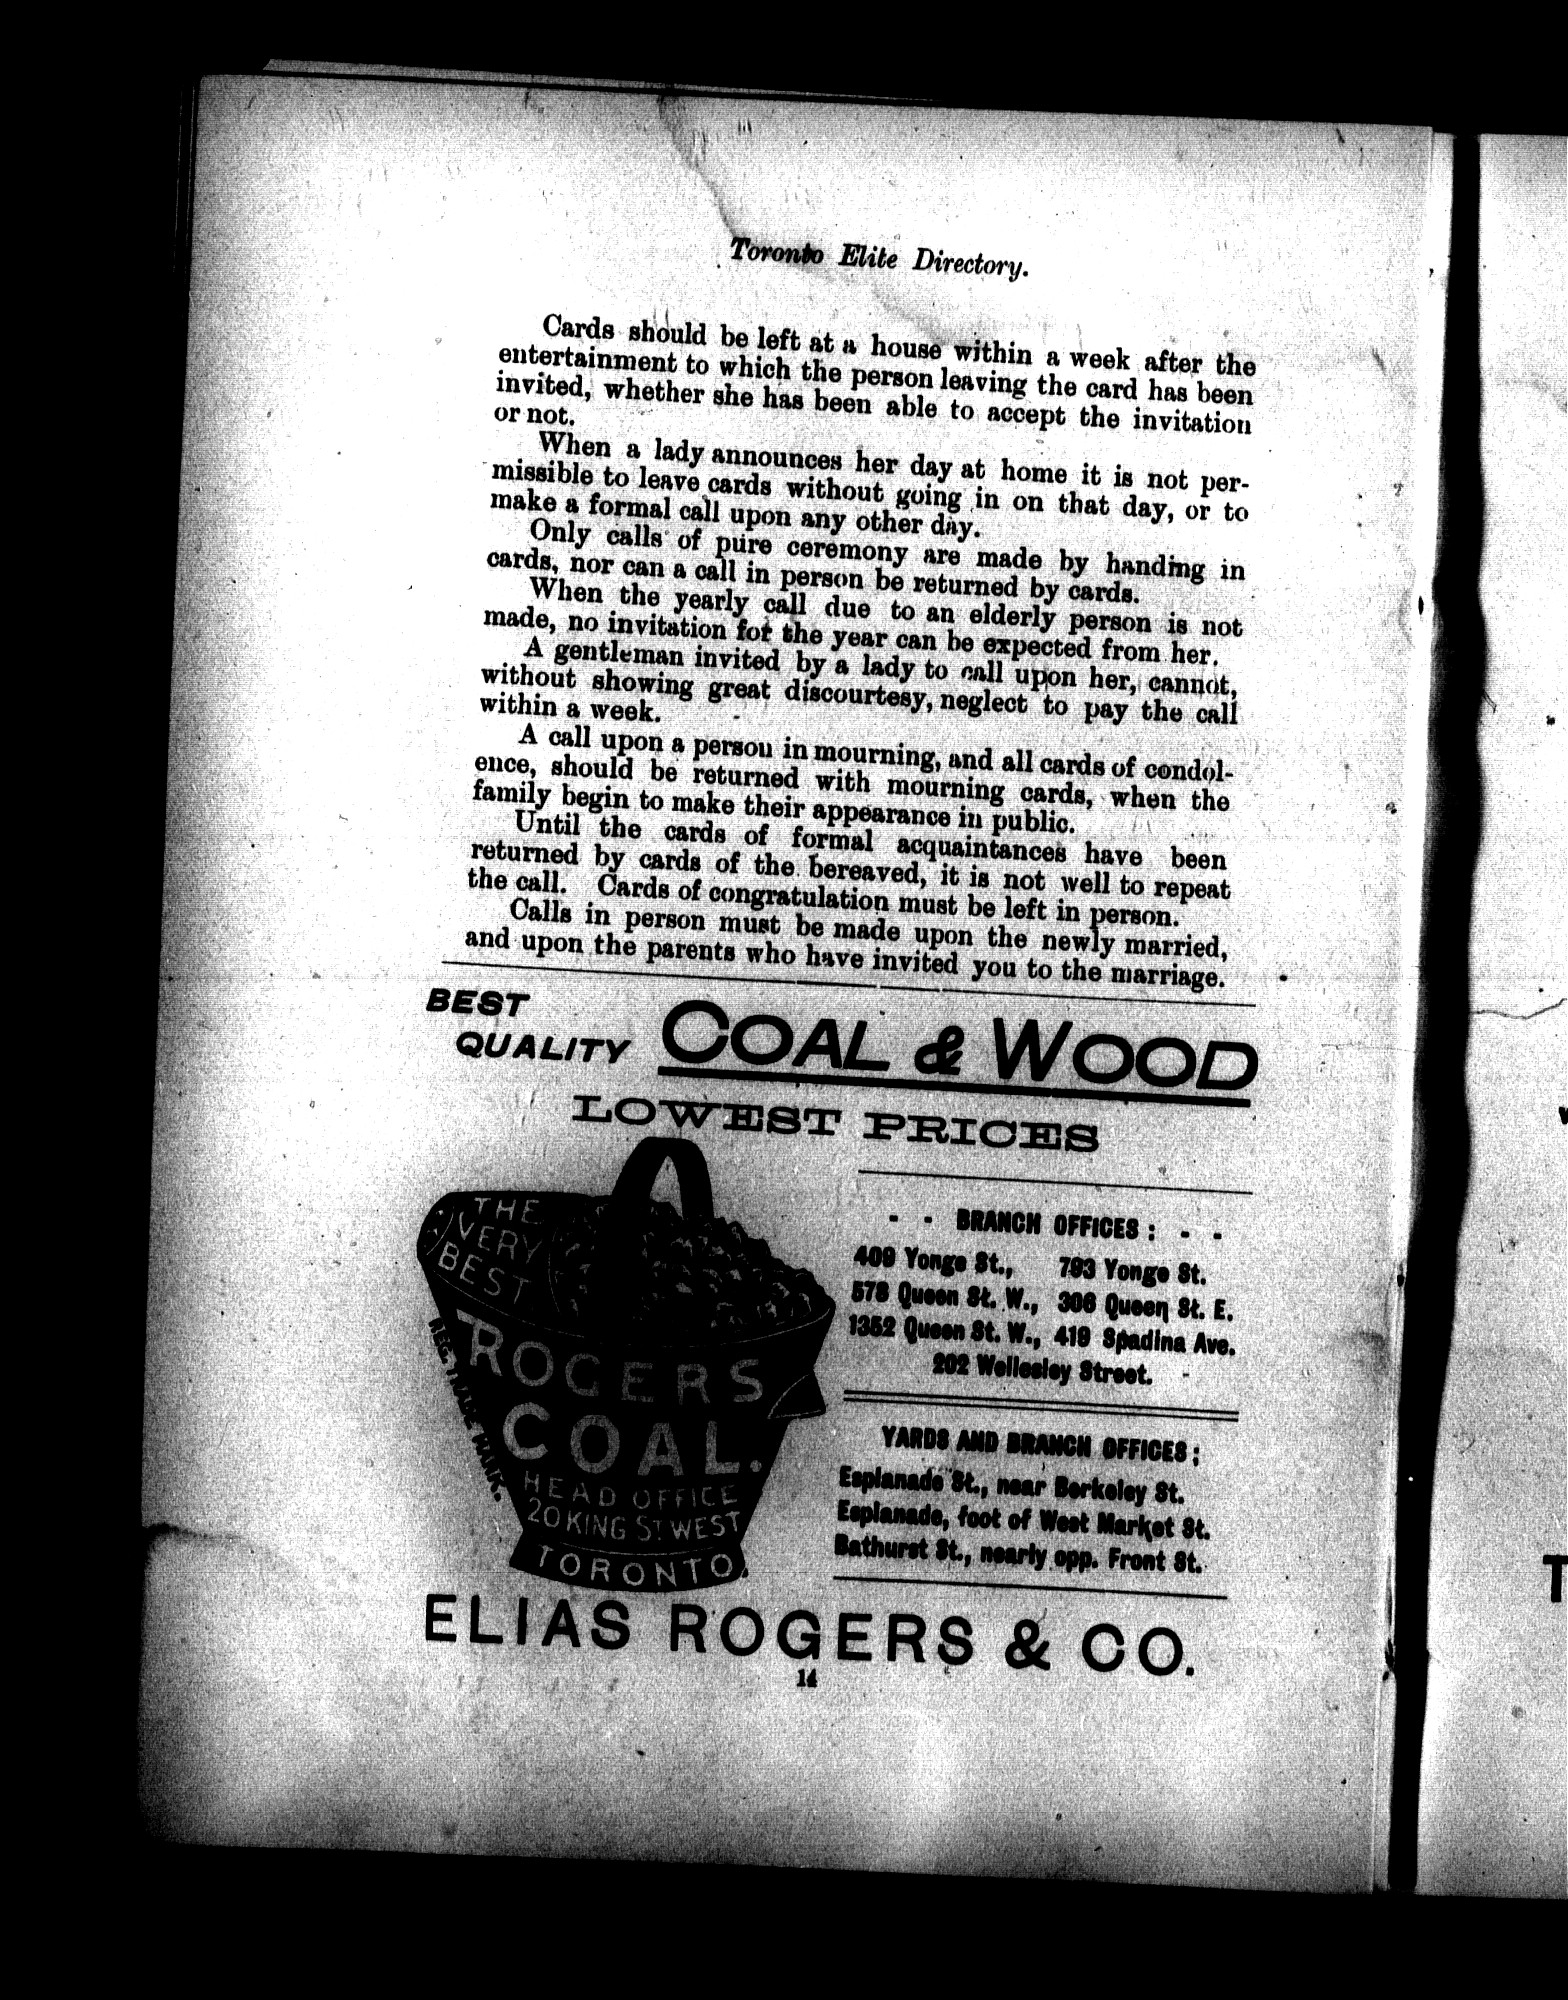 Toronto Elite Directory.
Cards should be left at a house within a week after the
entertainment to which the person leaving the card has been
invited, whether she has been able to accept the invitation
or not.
When a lady announces her day at home it is not per-
missible to leave cards without going in on that day, or to
make a formal call upon any other day.
Only calls of pure ceremony are made by handing in
cards, nor can a call in person be returned by cards.
When the yearly call due to an elderly person is not
made, no invitation for the year can be expected from her.
A gentleman invited by a lady to call upon her, cannot,
without showing great discourtesy, neglect to pay the call
within a week.
A call upon a person in mourning, and all cards of condol-
ence, should be returned with mourning cards, when the
family begin to make their appearance in public.
Until the cards of formal acquaintances have been
returned by cards of the bereaved, it is not well to repeat
the call. Cards of congratulation must be left in person.
Calls in person must be made upon the newly married,
and upon the parents who have invited you to the marriage.
BEST
QUALITY COAL & WOOD
LOWEST PRICES
THE
VERY
BEST
REG. TRADE MARK.
ROGERS
COAL.
HEAD OFFICE
20 KING ST WEST
TORONTO
- - BRANCH OFFICES: - -
409 Yonge St., 793 Yonge St.
578 Queen St. W., 306 Queen St. E.
1352 Queen St. W., 419 Spadina Ave.
202 Wellesley Street.
YARDS AND BRANCH OFFICES:
Esplanade St., near Berkeley St.
Esplanade, foot of West Market St.
Bathurst St., nearly opp. Front St.
ELIAS ROGERS & CO.
14